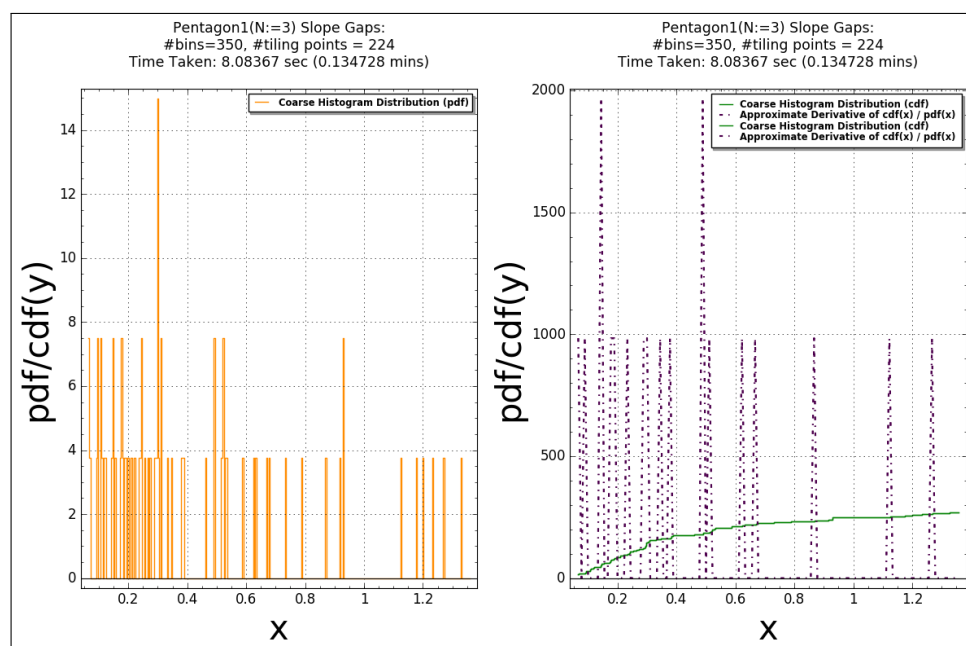 Pentagon1(N:=3) Slope Gaps:
#bins=350, #tiling points = 224
Time Taken: 8.08367 sec (0.134728 mins)
Coarse Histogram Distribution (pdf)
pdf/cdf(y)
14
12
10
8
6
4
2
0
0.2
0.4
0.6
0.8
1
1.2
x
Pentagon1(N:=3) Slope Gaps:
#bins=350, #tiling points = 224
Time Taken: 8.08367 sec (0.134728 mins)
Coarse Histogram Distribution (cdf)
Approximate Derivative of cdf(x) / pdf(x)
Coarse Histogram Distribution (cdf)
Approximate Derivative of cdf(x) / pdf(x)
pdf/cdf(y)
2000
1500
1000
500
0
0.2
0.4
0.6
0.8
1
1.2
x